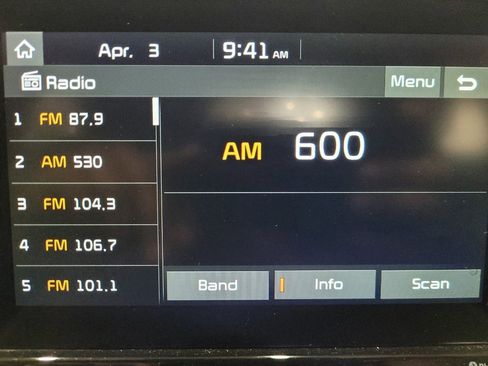 Apr. 3 9:41 AM
Radio Menu
1 FM 87.9
2 AM 530
3 FM 104.3
4 FM 106.7
5 FM 101.1
AM 600
Band Info Scan